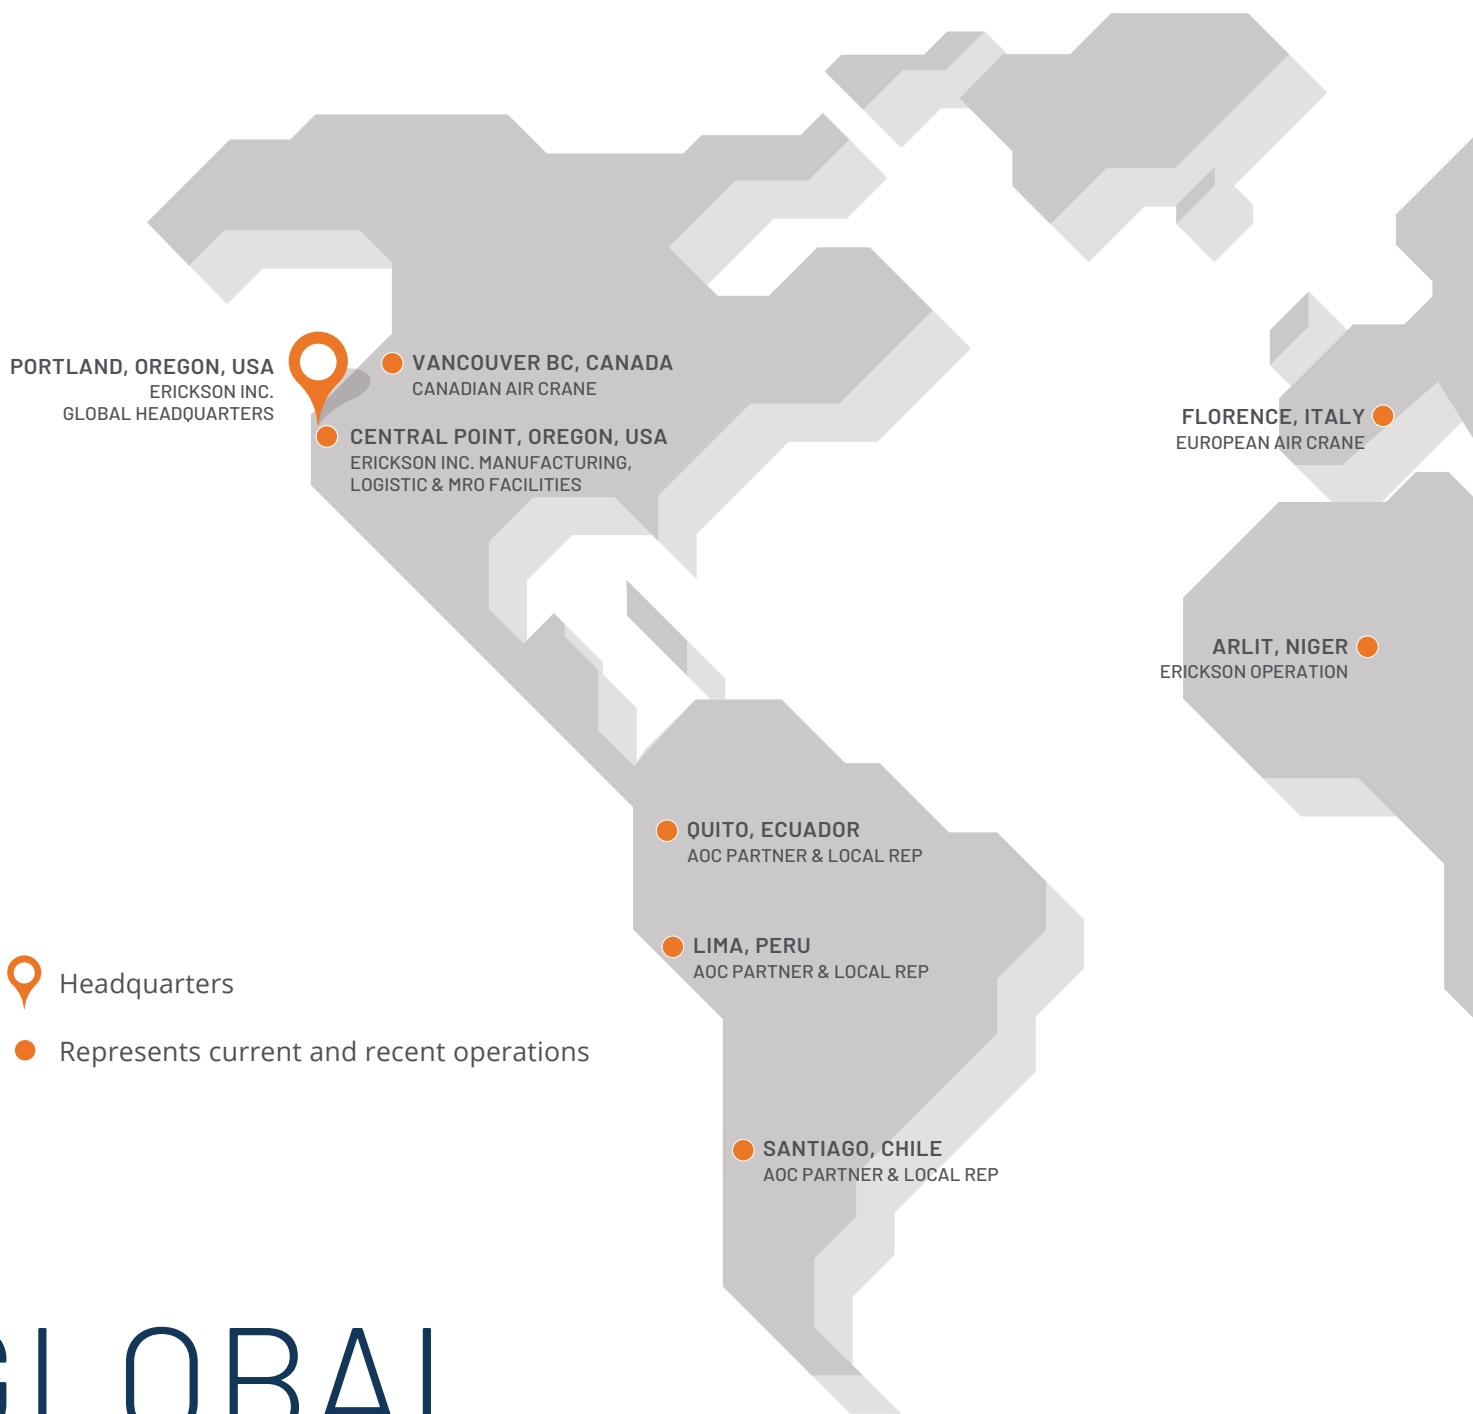 PORTLAND, OREGON, USA
ERICKSON INC.
GLOBAL HEADQUARTERS
VANCOUVER BC, CANADA
CANADIAN AIR CRANE
CENTRAL POINT, OREGON, USA
ERICKSON INC. MANUFACTURING,
LOGISTIC & MRO FACILITIES
FLORENCE, ITALY
EUROPEAN AIR CRANE
ARLIT, NIGER
ERICKSON OPERATION
QUITO, ECUADOR
AOC PARTNER & LOCAL REP
LIMA, PERU
AOC PARTNER & LOCAL REP
Headquarters
Represents current and recent operations
SANTIAGO, CHILE
AOC PARTNER & LOCAL REP
GLOBAL